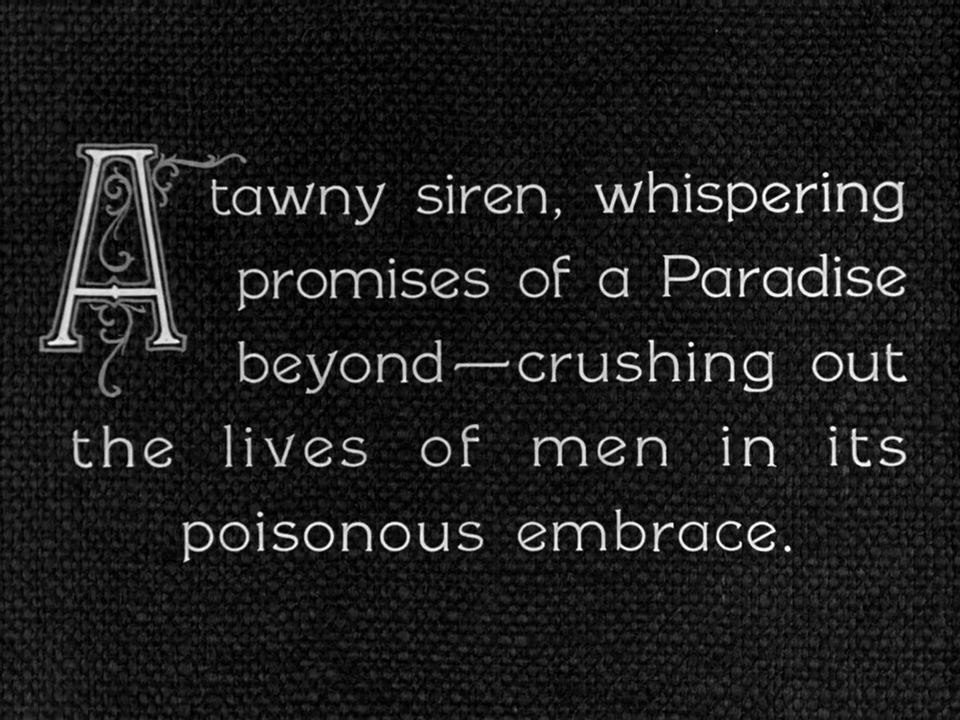 A tawny siren, whispering
promises of a Paradise
beyond—crushing out
the lives of men in its
poisonous embrace.